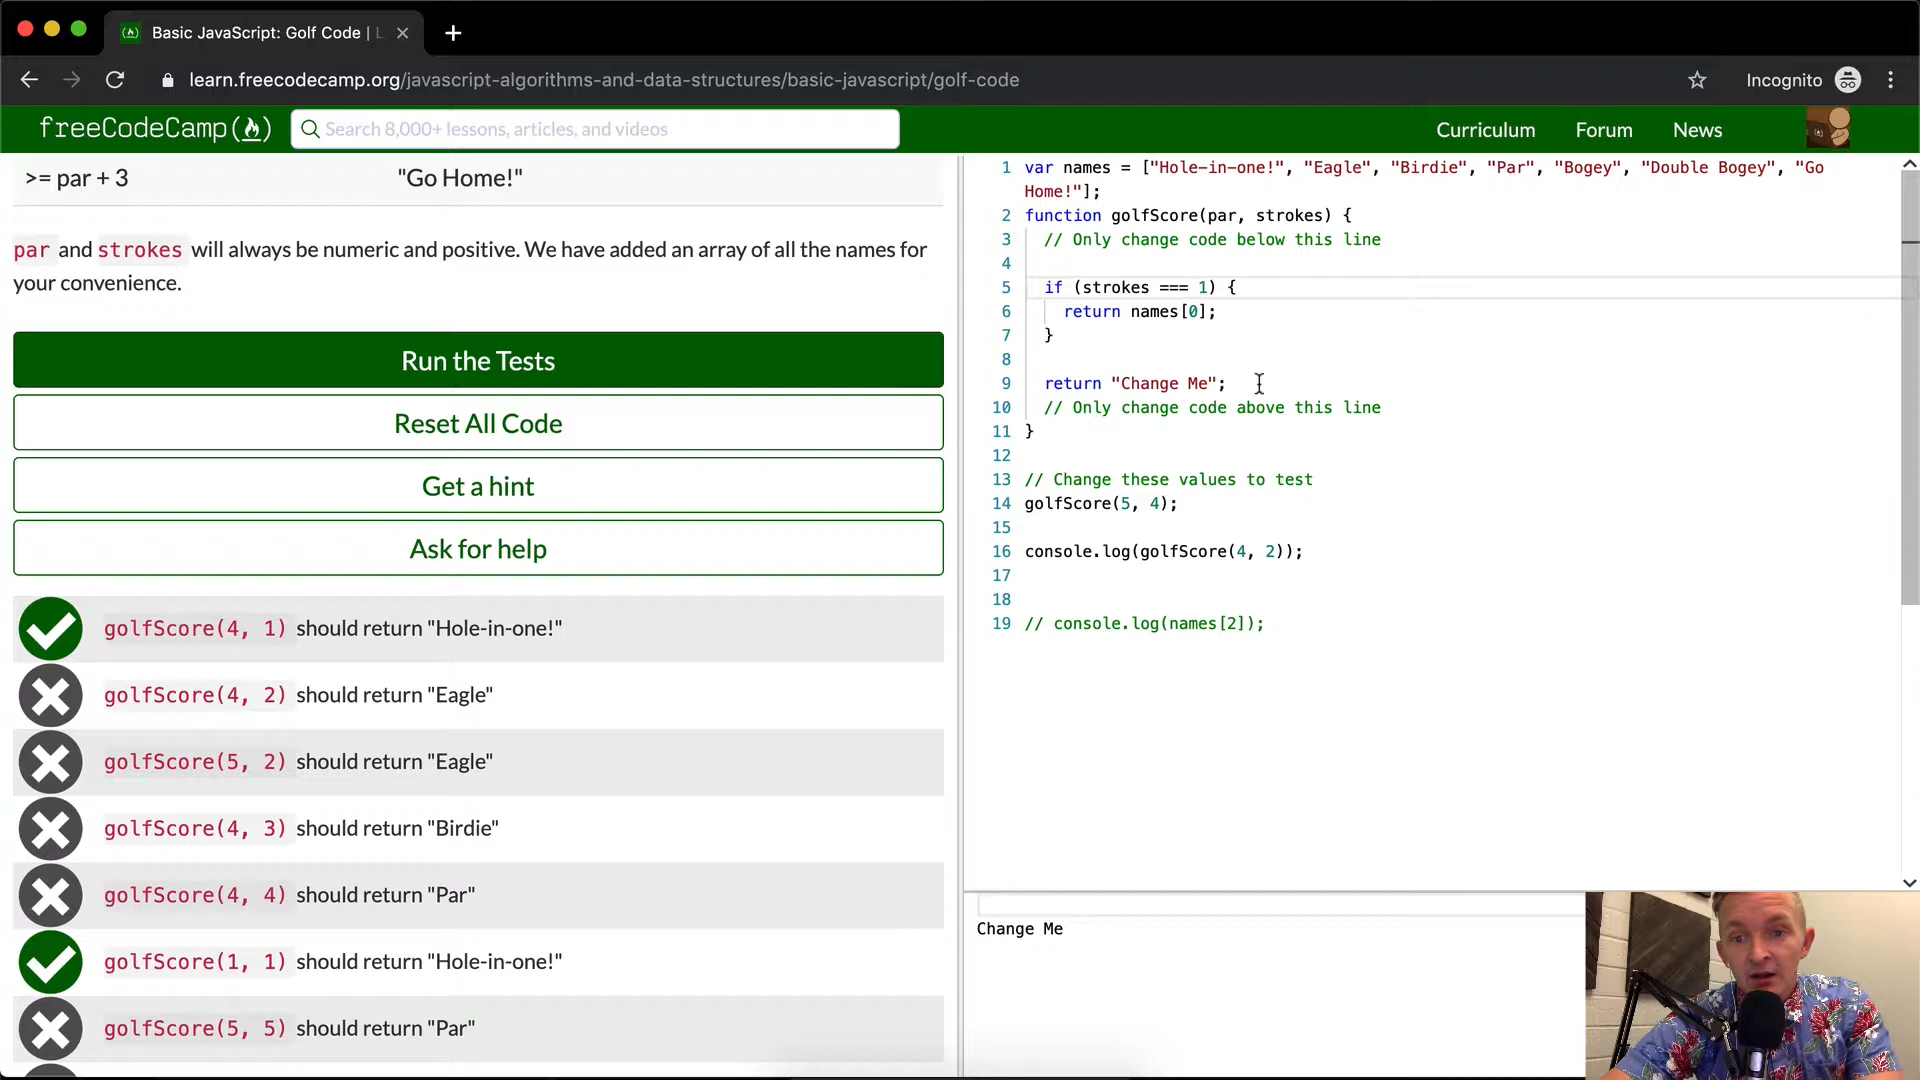 Basic JavaScript: Golf Code | L
learn.freecodecamp.org/javascript-algorithms-and-data-structures/basic-javascript/golf-code
Incognito
freeCodeCamp
Search 8,000+ lessons, articles, and videos
Curriculum
Forum
News
>= par + 3 "Go Home!"
par and strokes will always be numeric and positive. We have added an array of all the names for
your convenience.
Run the Tests
Reset All Code
Get a hint
Ask for help
golfScore(4, 1) should return "Hole-in-one!"
golfScore(4, 2) should return "Eagle"
golfScore(5, 2) should return "Eagle"
golfScore(4, 3) should return "Birdie"
golfScore(4, 4) should return "Par"
golfScore(1, 1) should return "Hole-in-one!"
golfScore(5, 5) should return "Par"
1 var names = ["Hole-in-one!", "Eagle", "Birdie", "Par", "Bogey", "Double Bogey", "Go
Home!"];
2 function golfScore(par, strokes) {
3 // Only change code below this line
4
5 if (strokes === 1) {
6 return names[0];
7 }
8
9 return "Change Me";
10 // Only change code above this line
11 }
12
13 // Change these values to test
14 golfScore(5, 4);
15
16 console.log(golfScore(4, 2));
17
18
19 // console.log(names[2]);
Change Me